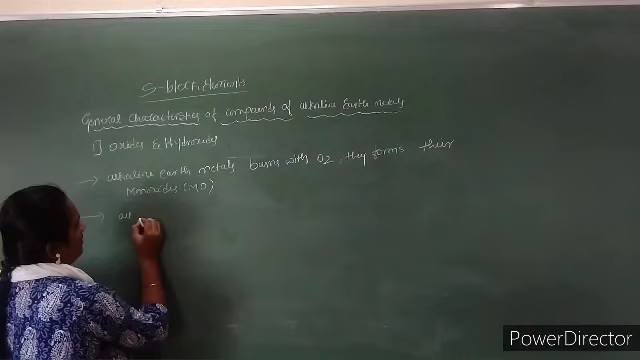 S-block Elements
General characteristics of compounds of alkaline Earth metals
1] oxides & Hydroxides
→ alkaline earth metals burns with O2, they forms their
Monoxides (MO)
→ all
PowerDirector